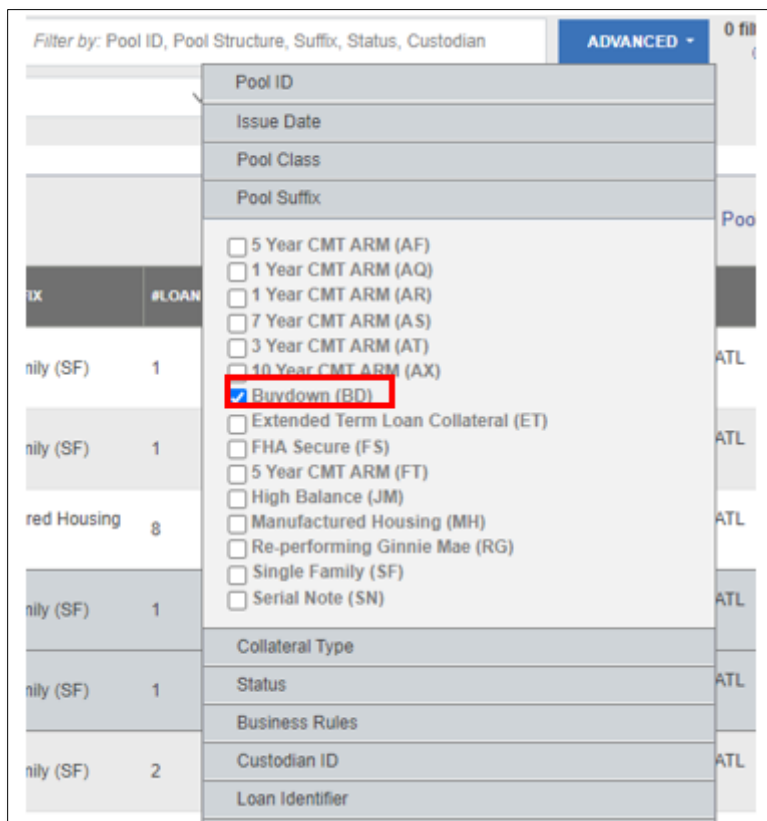 Filter by: Pool ID, Pool Structure, Suffix, Status, Custodian
ADVANCED
0
Pool ID
Issue Date
Pool Class
Pool Suffix
5 Year CMT ARM (AF)
1 Year CMT ARM (AQ)
1 Year CMT ARM (AR)
7 Year CMT ARM (AS)
3 Year CMT ARM (AT)
10 Year CMT ARM (AX)
Buydown (BD)
Extended Term Loan Collateral (ET)
FHA Secure (FS)
5 Year CMT ARM (FT)
High Balance (JM)
Manufactured Housing (MH)
Re-performing Ginnie Mae (RG)
Single Family (SF)
Serial Note (SN)
Collateral Type
Status
Business Rules
Custodian ID
Loan Identifier
IX #LOAN
nily (SF) 1 ATL
nily (SF) 1 ATL
red Housing 8
nily (SF) 1 ATL
nily (SF) 1 ATL
nily (SF) 2 ATL
Poo